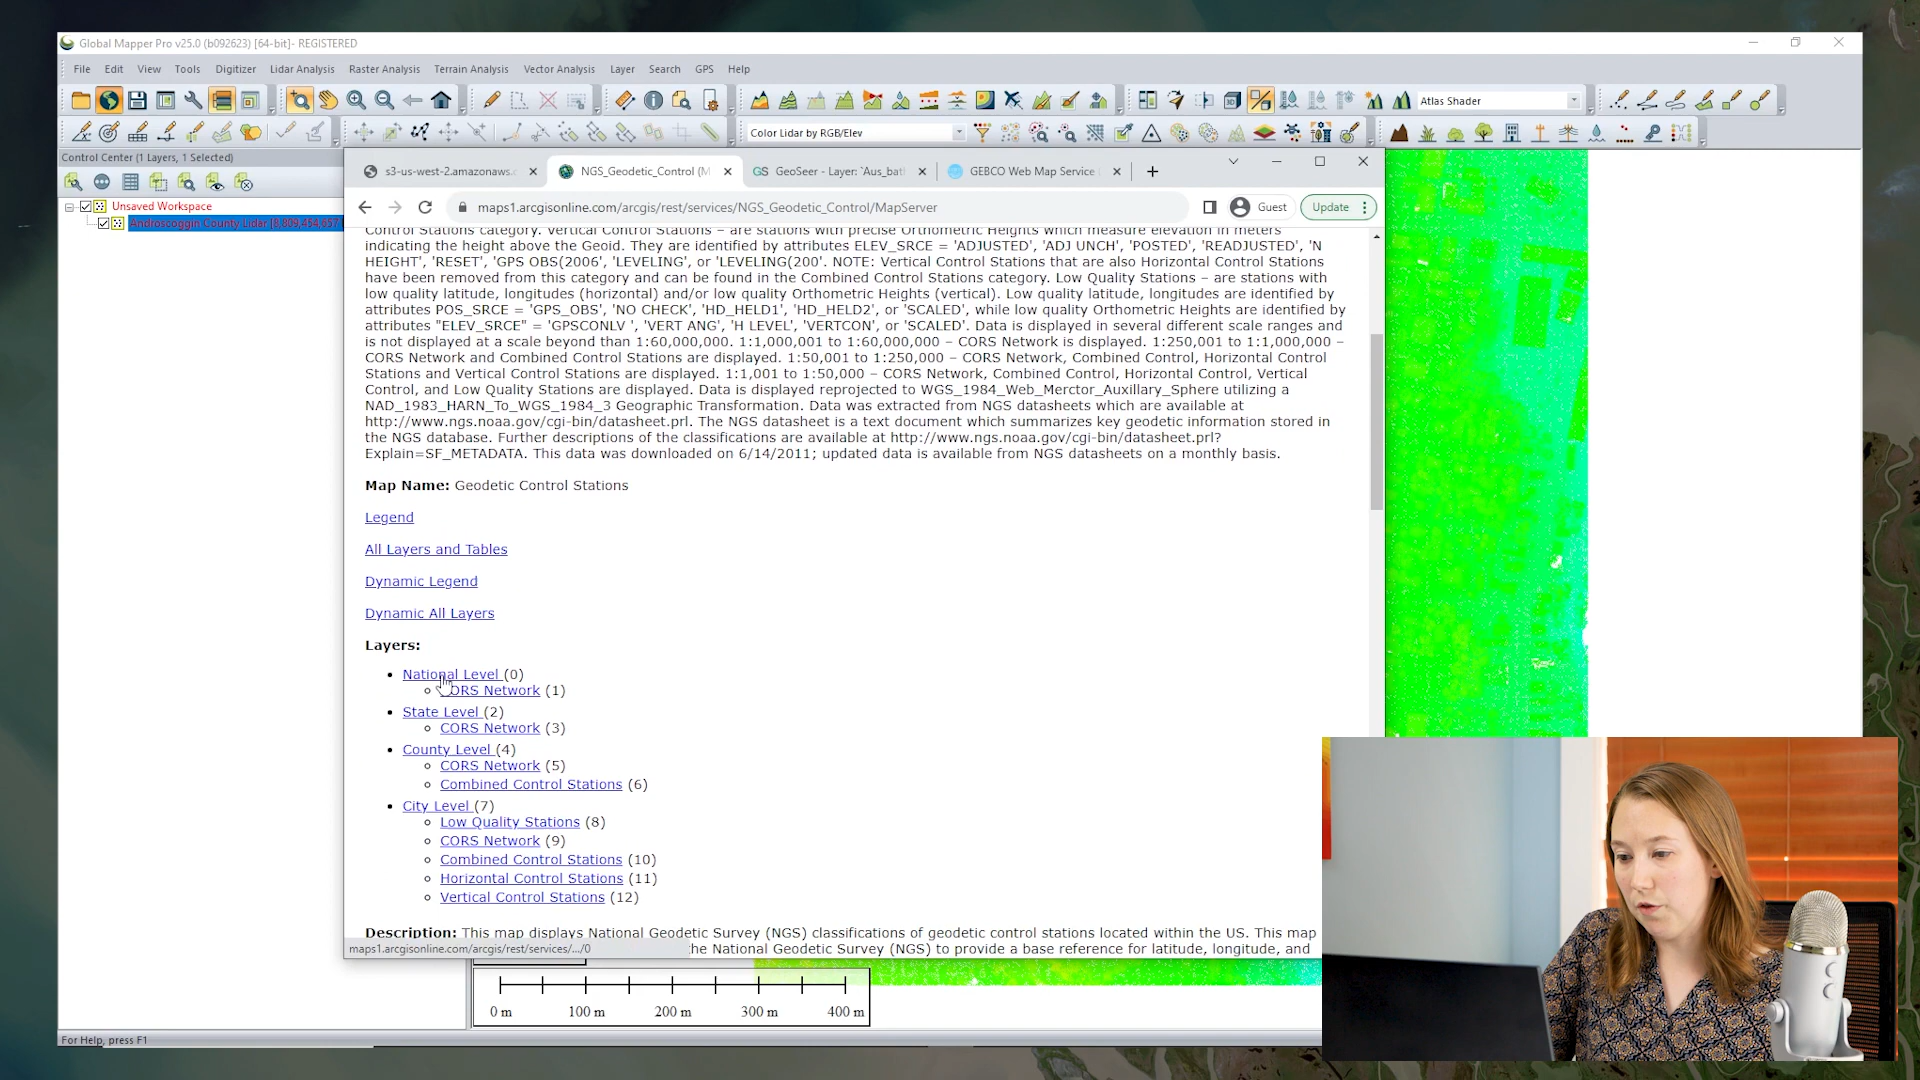 Global Mapper Pro v25.0 (b092623) [64-bit]- REGISTERED
File Edit View Tools Digitizer Lidar Analysis Raster Analysis Terrain Analysis Vector Analysis Layer Search GPS Help
Atlas Shader
Color Lidar by RGB/Elev
Control Center (1 Layers, 1 Selected)
Unsaved Workspace
Androscoggin County Lidar
s3-us-west-2.amazonaws.c
NGS_Geodetic_Control (M
GS GeoSeer - Layer: `Aus_bati
GEBCO Web Map Service
maps1.arcgisonline.com/arcgis/rest/services/NGS_Geodetic_Control/MapServer
Guest
Update
Control Stations category. Vertical Control Stations – are stations with precise Orthometric Heights which measure elevation in meters
indicating the height above the Geoid. They are identified by attributes ELEV_SRCE = 'ADJUSTED', 'ADJ UNCH', 'POSTED', 'READJUSTED', 'N
HEIGHT', 'RESET', 'GPS OBS(2006', 'LEVELING', or 'LEVELING(200'. NOTE: Vertical Control Stations that are also Horizontal Control Stations
have been removed from this category and can be found in the Combined Control Stations category. Low Quality Stations – are stations with
low quality latitude, longitudes (horizontal) and/or low quality Orthometric Heights (vertical). Low quality latitude, longitudes are identified by
attributes POS_SRCE = 'GPS_OBS', 'NO CHECK', 'HD_HELD1', 'HD_HELD2', or 'SCALED', while low quality Orthometric Heights are identified by
attributes "ELEV_SRCE" = 'GPSCONLV ', 'VERT ANG', 'H LEVEL', 'VERTCON', or 'SCALED'. Data is displayed in several different scale ranges and
is not displayed at a scale beyond than 1:60,000,000. 1:1,000,001 to 1:60,000,000 – CORS Network is displayed. 1:250,001 to 1:1,000,000 –
CORS Network and Combined Control Stations are displayed. 1:50,001 to 1:250,000 – CORS Network, Combined Control, Horizontal Control
Stations and Vertical Control Stations are displayed. 1:1,001 to 1:50,000 – CORS Network, Combined Control, Horizontal Control, Vertical
Control, and Low Quality Stations are displayed. Data is displayed reprojected to WGS_1984_Web_Merctor_Auxillary_Sphere utilizing a
NAD_1983_HARN_To_WGS_1984_3 Geographic Transformation. Data was extracted from NGS datasheets which are available at
http://www.ngs.noaa.gov/cgi-bin/datasheet.prl. The NGS datasheet is a text document which summarizes key geodetic information stored in
the NGS database. Further descriptions of the classifications are available at http://www.ngs.noaa.gov/cgi-bin/datasheet.prl?
Explain=SF_METADATA. This data was downloaded on 6/14/2011; updated data is available from NGS datasheets on a monthly basis.
Map Name: Geodetic Control Stations
Legend
All Layers and Tables
Dynamic Legend
Dynamic All Layers
Layers:
National Level (0)
CORS Network (1)
State Level (2)
CORS Network (3)
County Level (4)
CORS Network (5)
Combined Control Stations (6)
City Level (7)
Low Quality Stations (8)
CORS Network (9)
Combined Control Stations (10)
Horizontal Control Stations (11)
Vertical Control Stations (12)
Description: This map displays National Geodetic Survey (NGS) classifications of geodetic control stations located within the US. This map
maps1.arcgisonline.com/arcgis/rest/services/.../0
the National Geodetic Survey (NGS) to provide a base reference for latitude, longitude, and
0 m 100 m 200 m 300 m 400 m
For Help, press F1